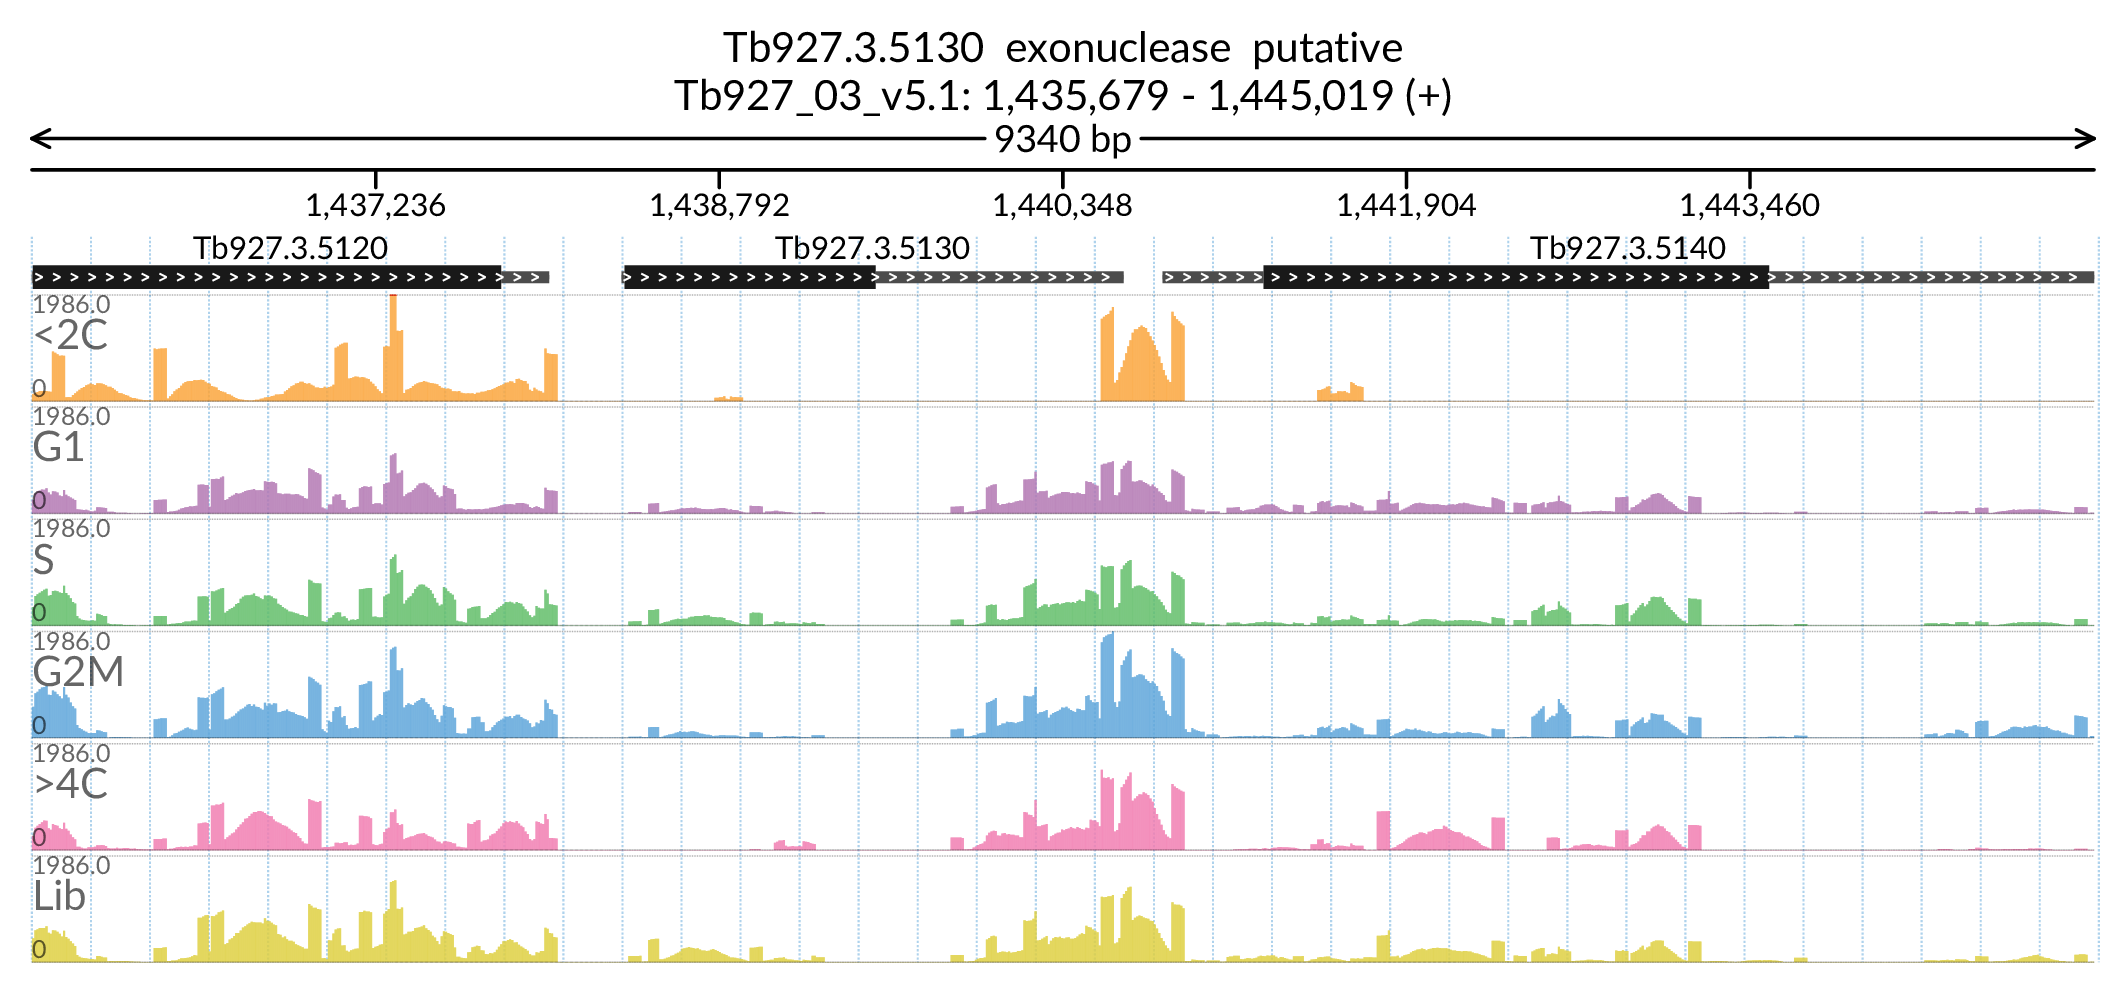 Tb927.3.5130 exonuclease putative
Tb927_03_v5.1: 1,435,679 - 1,445,019 (+)
9340 bp
1,437,236 1,438,792 1,440,348 1,441,904 1,443,460
Tb927.3.5120 Tb927.3.5130 Tb927.3.5140
1986.0
<2C
0
1986.0
G1
0
1986.0
S
0
1986.0
G2M
0
1986.0
>4C
0
1986.0
Lib
0